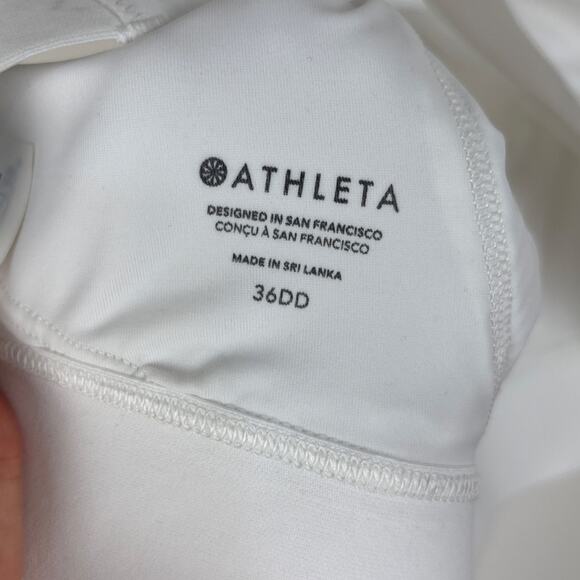 ATHLETA
DESIGNED IN SAN FRANCISCO
CONÇU À SAN FRANCISCO
MADE IN SRI LANKA
36DD